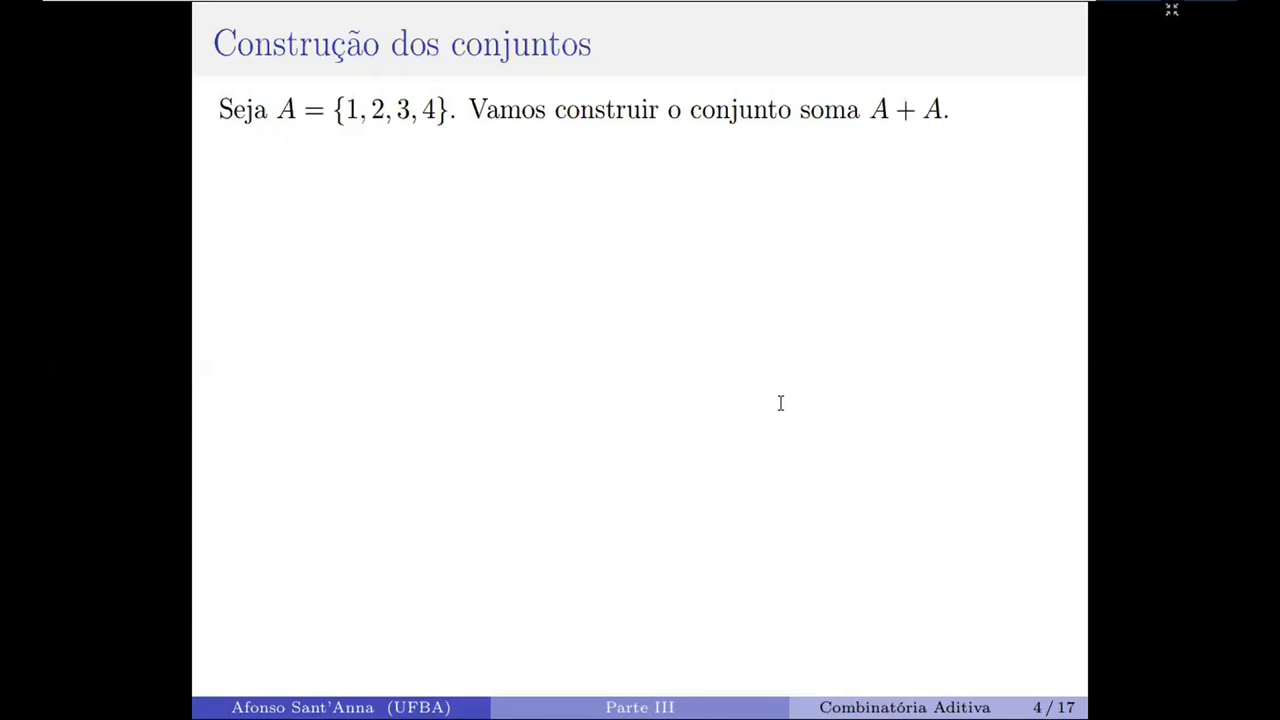 Construção dos conjuntos
Seja A = {1, 2, 3, 4}. Vamos construir o conjunto soma A + A.
Afonso Sant'Anna (UFBA) Parte III Combinatória Aditiva 4 / 17